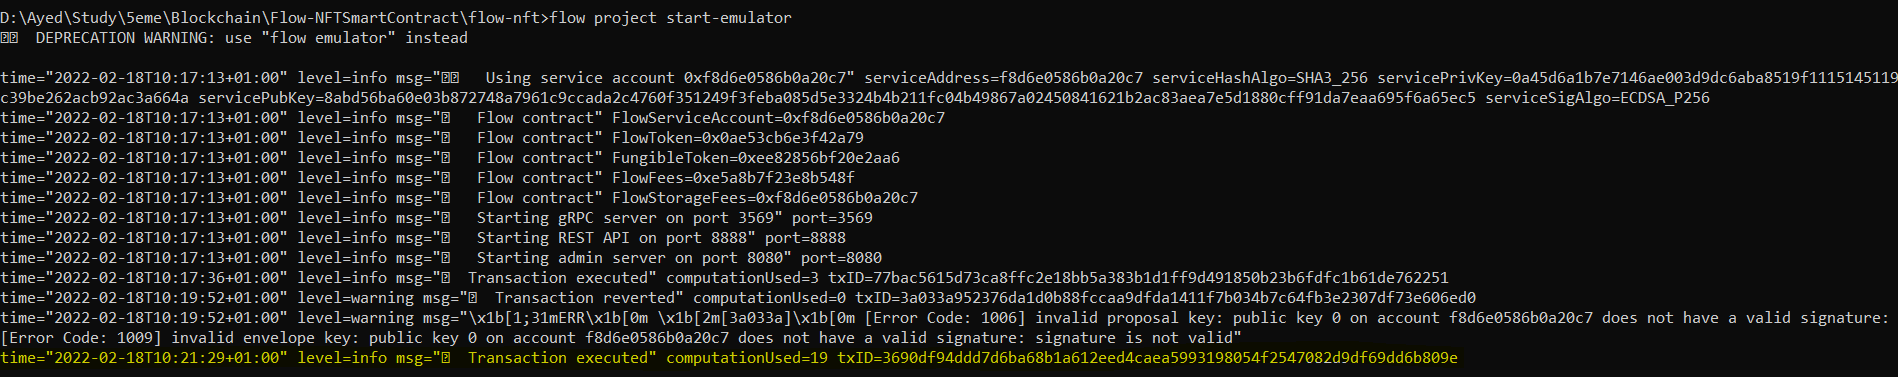 D:\Ayed\Study\5eme\Blockchain\Flow-NFTSmartContract\flow-nft>flow project start-emulator
DEPRECATION WARNING: use "flow emulator" instead
time="2022-02-18T10:17:13+01:00" level=info msg=" Using service account 0xf8d6e0586b0a20c7" serviceAddress=f8d6e0586b0a20c7 serviceHashAlgo=SHA3_256 servicePrivKey=0a45d6a1b7e7146ae003d9dc6aba8519f1115145119
c39be262acb92ac3a664a servicePubKey=8abd56ba60e03b872748a7961c9ccada2c4760f351249f3feba085d5e3324b4b211fc04b49867a02450841621b2ac83aea7e5d1880cff91da7eaa695f6a65ec5 serviceSigAlgo=ECDSA_P256
time="2022-02-18T10:17:13+01:00" level=info msg=" Flow contract" FlowServiceAccount=0xf8d6e0586b0a20c7
time="2022-02-18T10:17:13+01:00" level=info msg=" Flow contract" FlowToken=0x0ae53cb6e3f42a79
time="2022-02-18T10:17:13+01:00" level=info msg=" Flow contract" FungibleToken=0xee82856bf20e2aa6
time="2022-02-18T10:17:13+01:00" level=info msg=" Flow contract" FlowFees=0xe5a8b7f23e8b548f
time="2022-02-18T10:17:13+01:00" level=info msg=" Flow contract" FlowStorageFees=0xf8d6e0586b0a20c7
time="2022-02-18T10:17:13+01:00" level=info msg=" Starting gRPC server on port 3569" port=3569
time="2022-02-18T10:17:13+01:00" level=info msg=" Starting REST API on port 8888" port=8888
time="2022-02-18T10:17:13+01:00" level=info msg=" Starting admin server on port 8080" port=8080
time="2022-02-18T10:17:36+01:00" level=info msg=" Transaction executed" computationUsed=3 txID=77bac5615d73ca8ffc2e18bb5a383b1d1ff9d491850b23b6fdfc1b61de762251
time="2022-02-18T10:19:52+01:00" level=warning msg=" Transaction reverted" computationUsed=0 txID=3a033a952376da1d0b88fccaa9dfda1411f7b034b7c64fb3e2307df73e606ed0
time="2022-02-18T10:19:52+01:00" level=warning msg="\x1b[1;31mERR\x1b[0m \x1b[2m[3a033a]\x1b[0m [Error Code: 1006] invalid proposal key: public key 0 on account f8d6e0586b0a20c7 does not have a valid signature:
[Error Code: 1009] invalid envelope key: public key 0 on account f8d6e0586b0a20c7 does not have a valid signature: signature is not valid"
time="2022-02-18T10:21:29+01:00" level=info msg=" Transaction executed" computationUsed=19 txID=3690df94ddd7d6ba68b1a612eed4caea5993198054f2547082d9df69dd6b809e